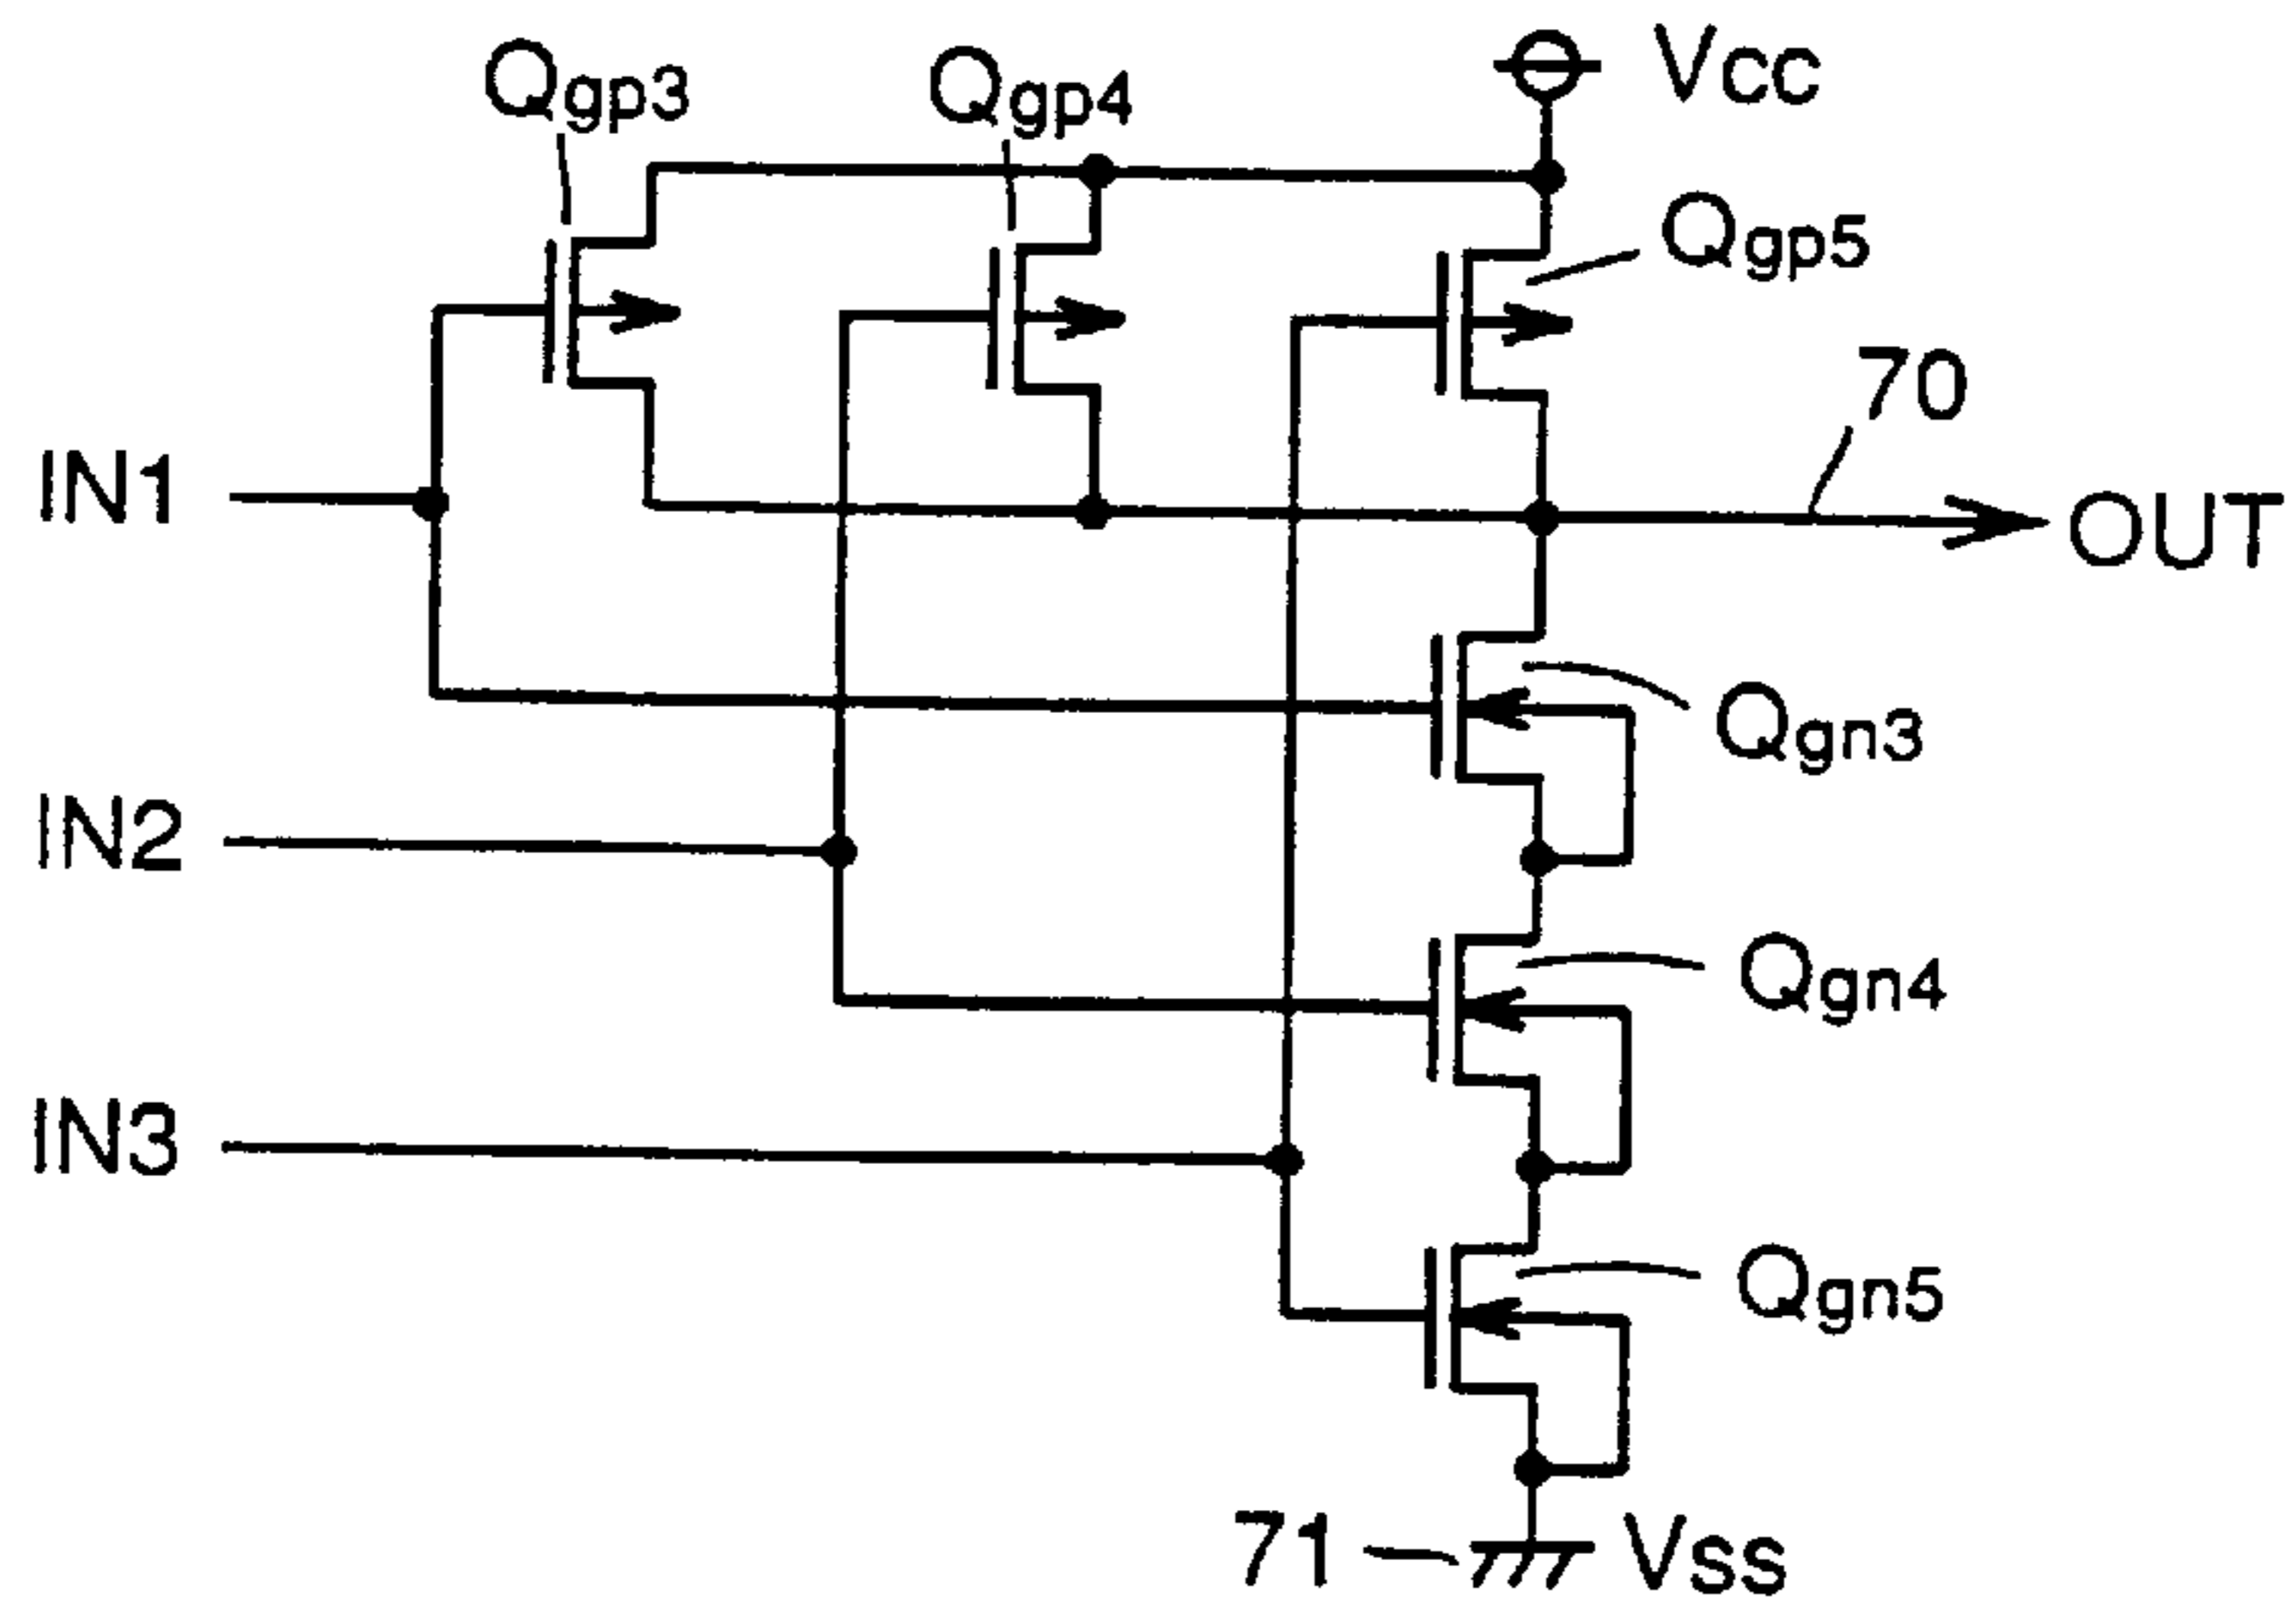 Qgp3
Qgp4
Vcc
Qgp5
70
IN1
OUT
Qgn3
IN2
Qgn4
IN3
Qgn5
71
Vss